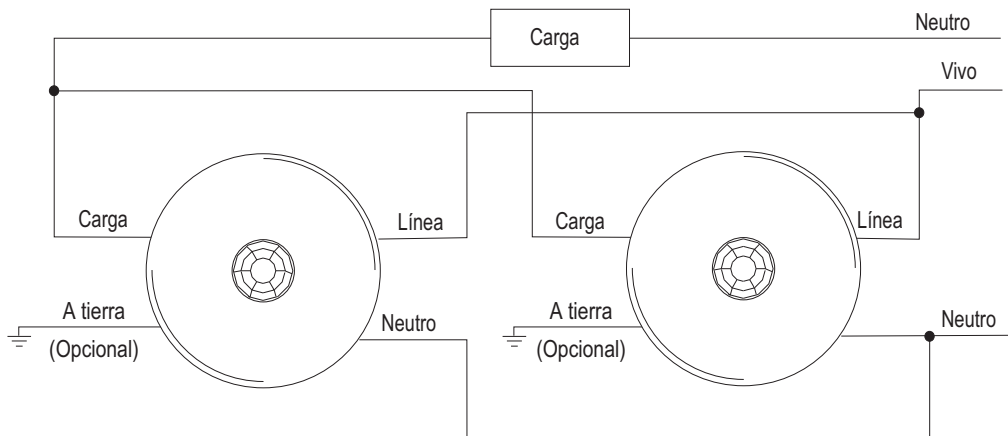 Neutro
Carga
Vivo
Carga
Línea
Carga
Línea
A tierra
(Opcional)
Neutro
A tierra
(Opcional)
Neutro